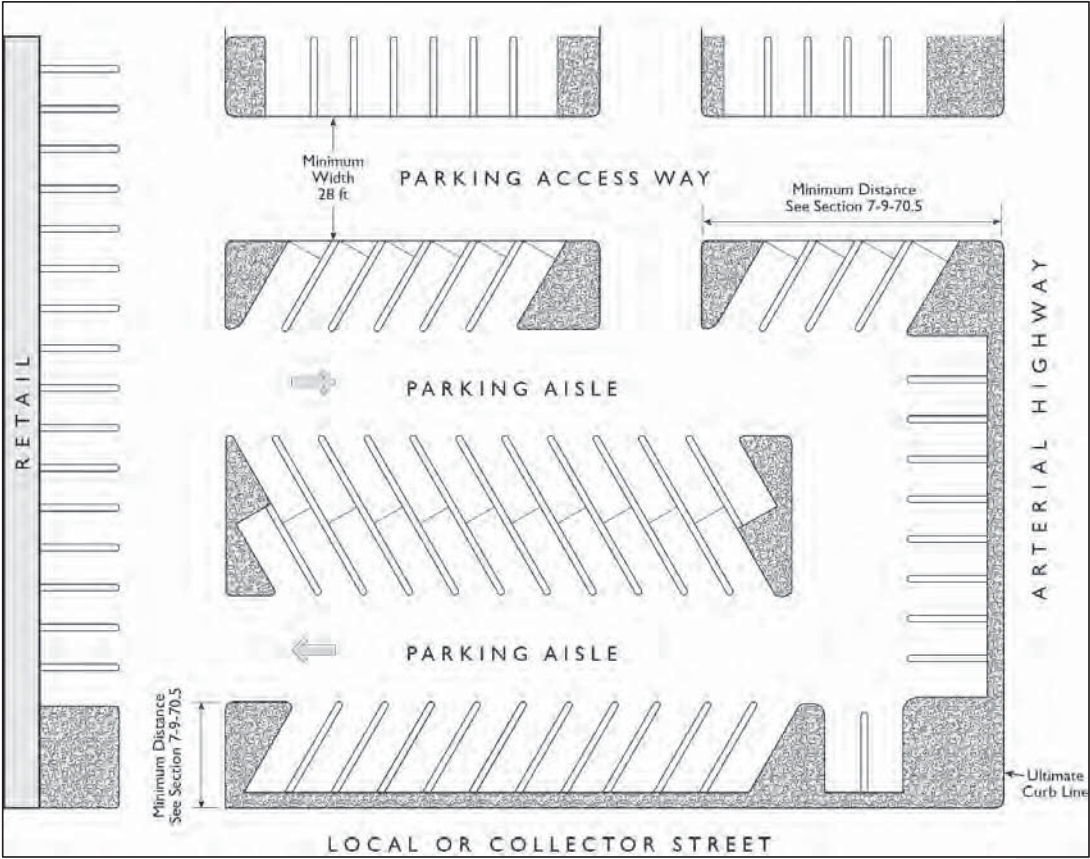 Minimum
Width
28 ft
PARKING ACCESS WAY
Minimum Distance
See Section 7-9-70.5
RETAIL
ARTERIAL HIGHWAY
PARKING AISLE
PARKING AISLE
Minimum Distance
See Section 7-9-70.5
Ultimate
Curb Line
LOCAL OR COLLECTOR STREET